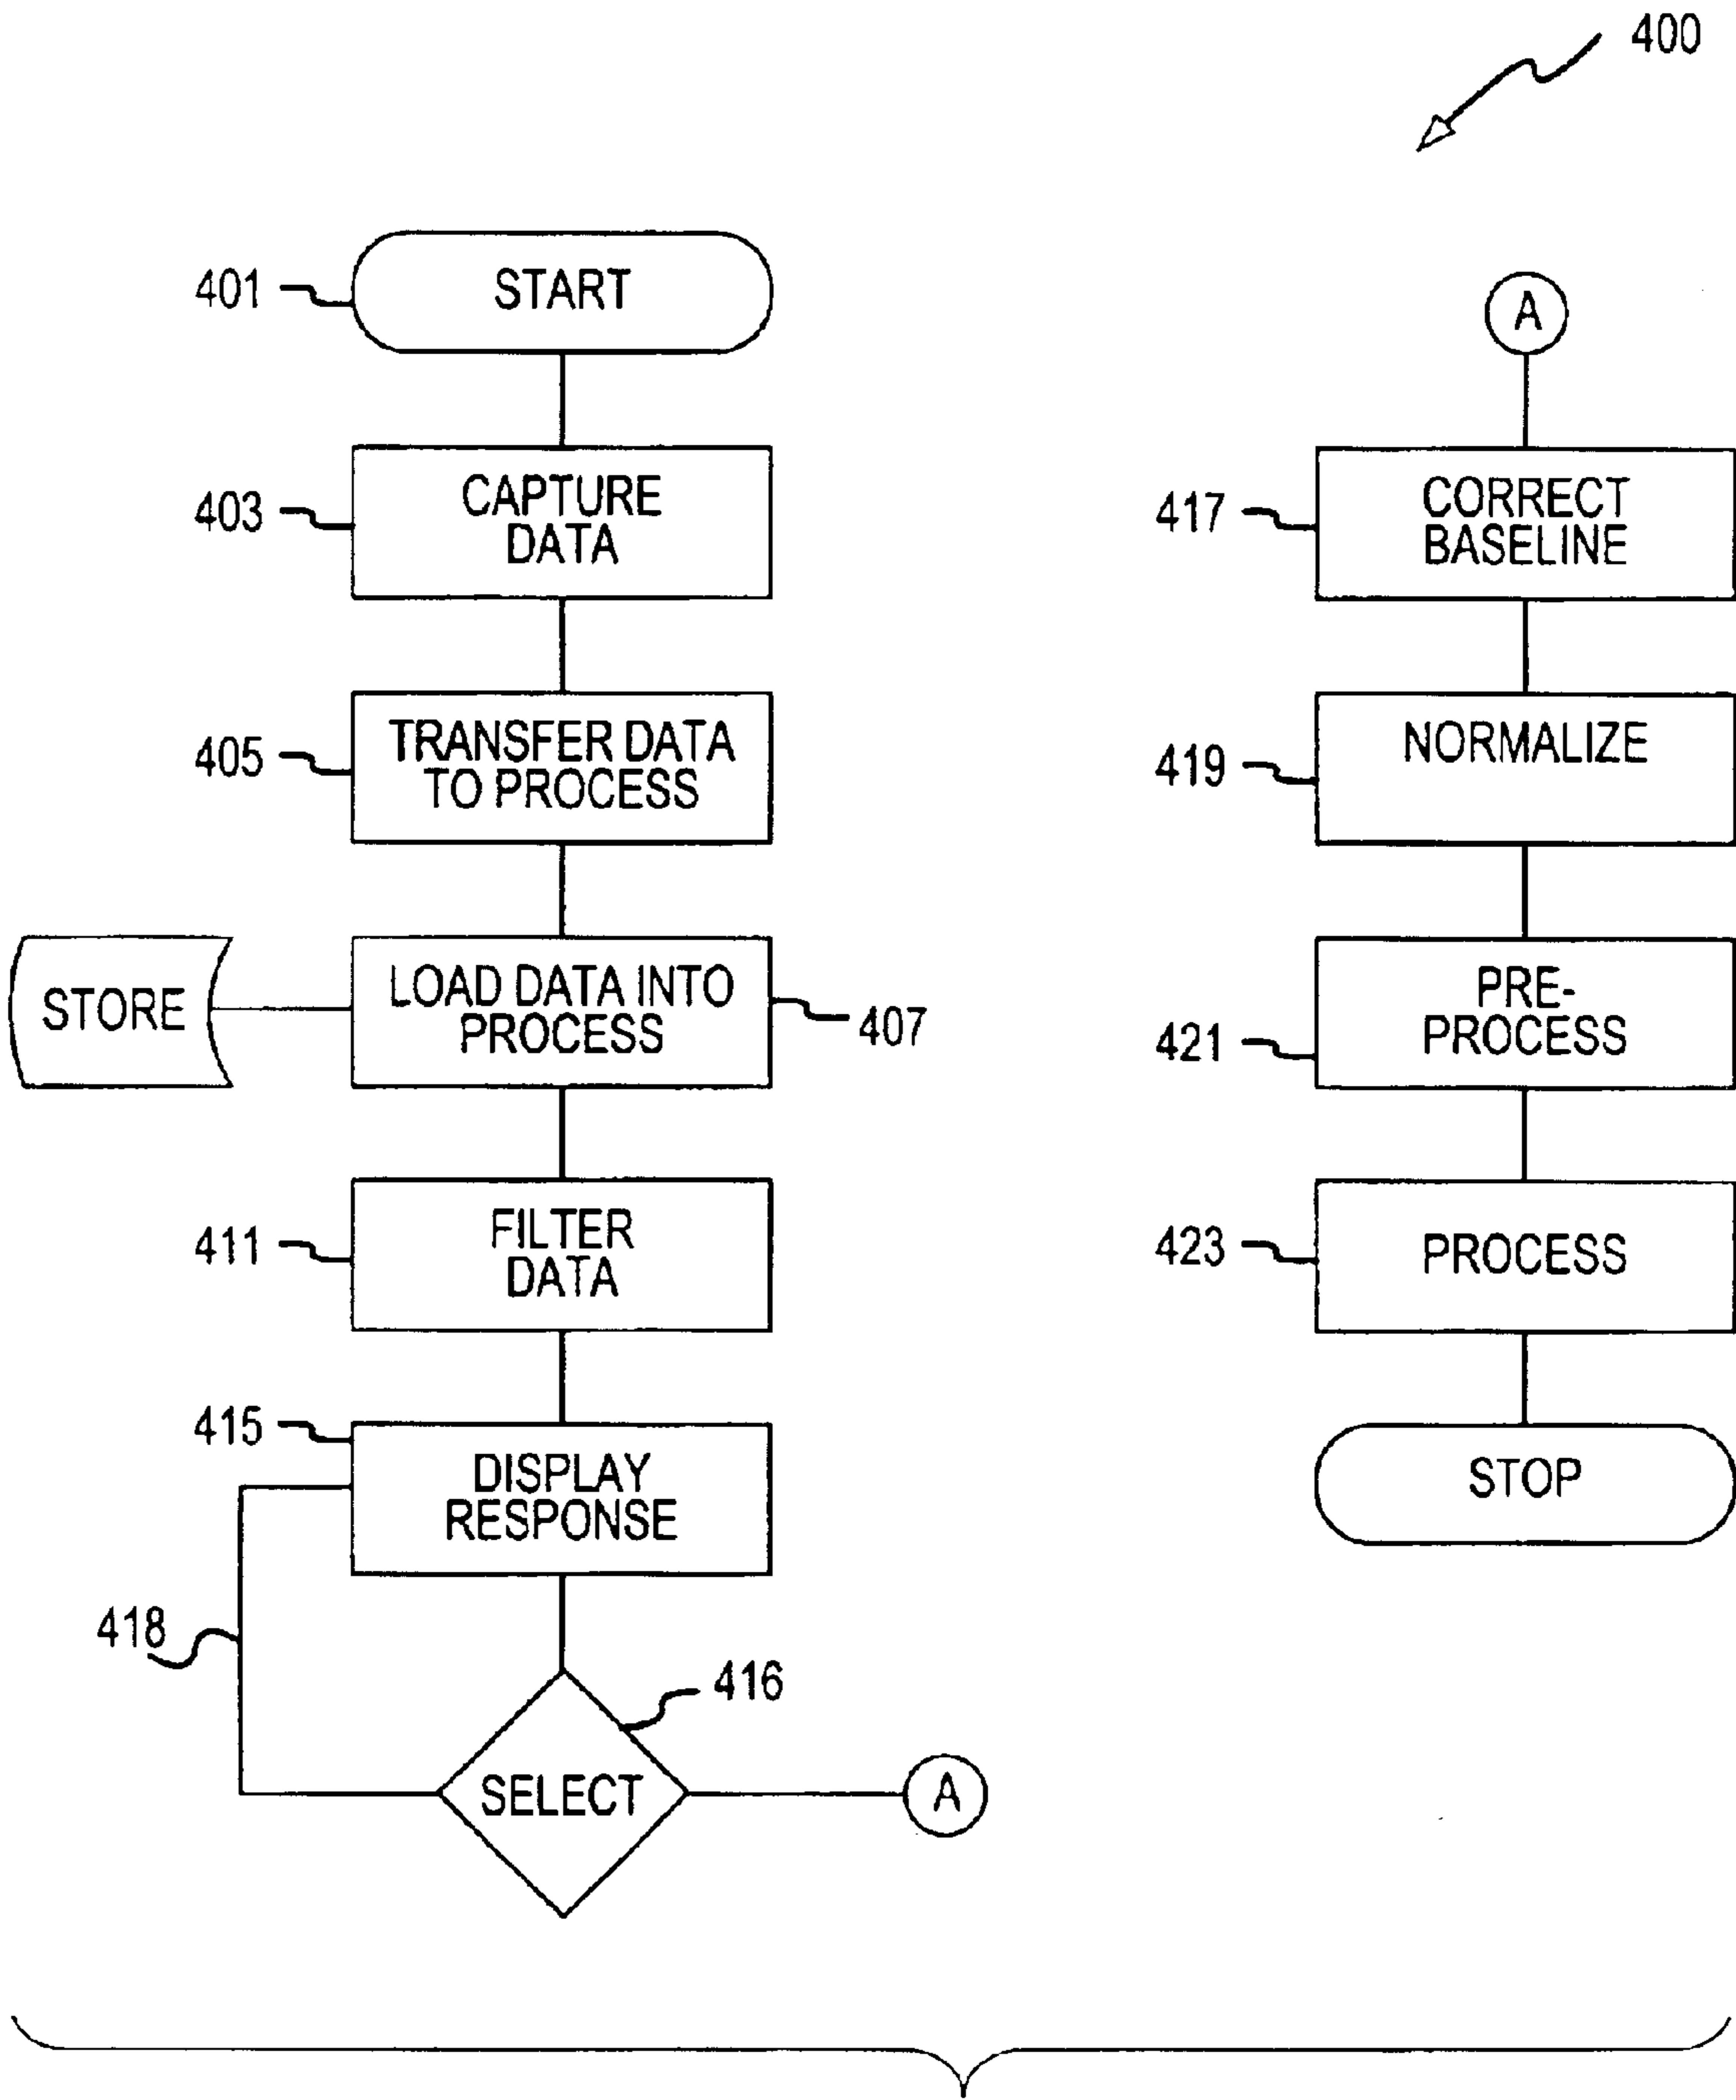 400
401
START
403
CAPTURE
DATA
405
TRANSFER DATA
TO PROCESS
STORE
LOAD DATA INTO
PROCESS
407
411
FILTER
DATA
415
DISPLAY
RESPONSE
418
416
SELECT
A
A
417
CORRECT
BASELINE
419
NORMALIZE
421
PRE-
PROCESS
423
PROCESS
STOP